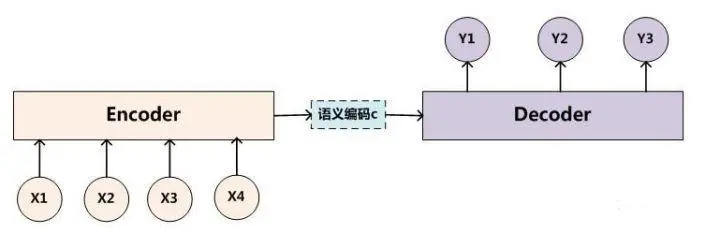 Y1 Y2 Y3
Encoder 语义编码c Decoder
X1 X2 X3 X4